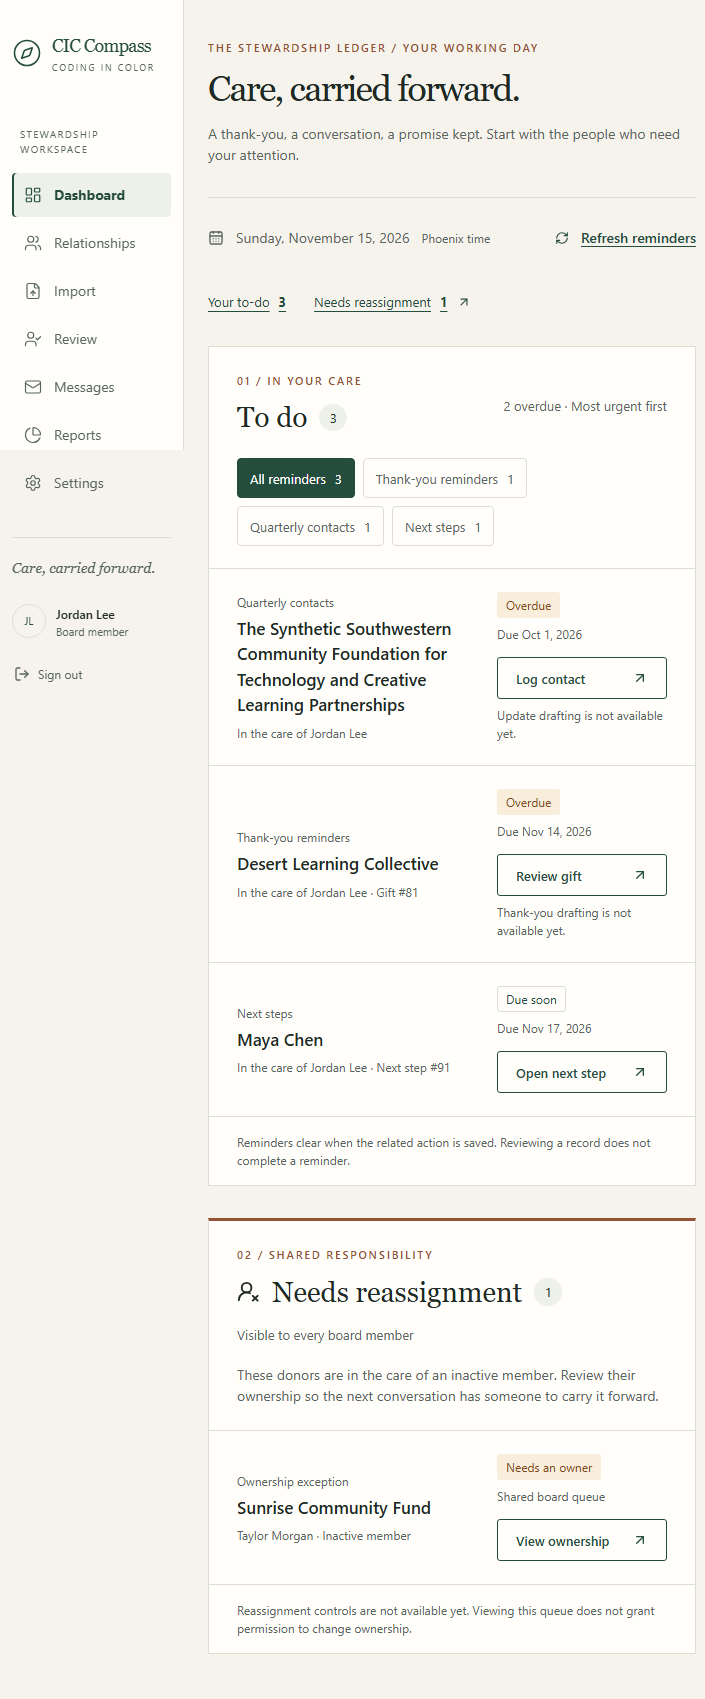 CIC Compass
CODING IN COLOR
STEWARDSHIP
WORKSPACE
Dashboard
Relationships
Import
Review
Messages
Reports
Settings
Care, carried forward.
JL
Jordan Lee
Board member
Sign out
THE STEWARDSHIP LEDGER / YOUR WORKING DAY
Care, carried forward.
A thank-you, a conversation, a promise kept. Start with the people who need
your attention.
Sunday, November 15, 2026 Phoenix time
Refresh reminders
Your to-do 3
Needs reassignment 1
01 / IN YOUR CARE
To do 3
2 overdue · Most urgent first
All reminders 3
Thank-you reminders 1
Quarterly contacts 1
Next steps 1
Quarterly contacts
The Synthetic Southwestern
Community Foundation for
Technology and Creative
Learning Partnerships
In the care of Jordan Lee
Overdue
Due Oct 1, 2026
Log contact
Update drafting is not available
yet.
Thank-you reminders
Desert Learning Collective
In the care of Jordan Lee · Gift #81
Overdue
Due Nov 14, 2026
Review gift
Thank-you drafting is not
available yet.
Next steps
Maya Chen
In the care of Jordan Lee · Next step #91
Due soon
Due Nov 17, 2026
Open next step
Reminders clear when the related action is saved. Reviewing a record does not
complete a reminder.
02 / SHARED RESPONSIBILITY
Needs reassignment 1
Visible to every board member
These donors are in the care of an inactive member. Review their
ownership so the next conversation has someone to carry it forward.
Ownership exception
Sunrise Community Fund
Taylor Morgan · Inactive member
Needs an owner
Shared board queue
View ownership
Reassignment controls are not available yet. Viewing this queue does not grant
permission to change ownership.